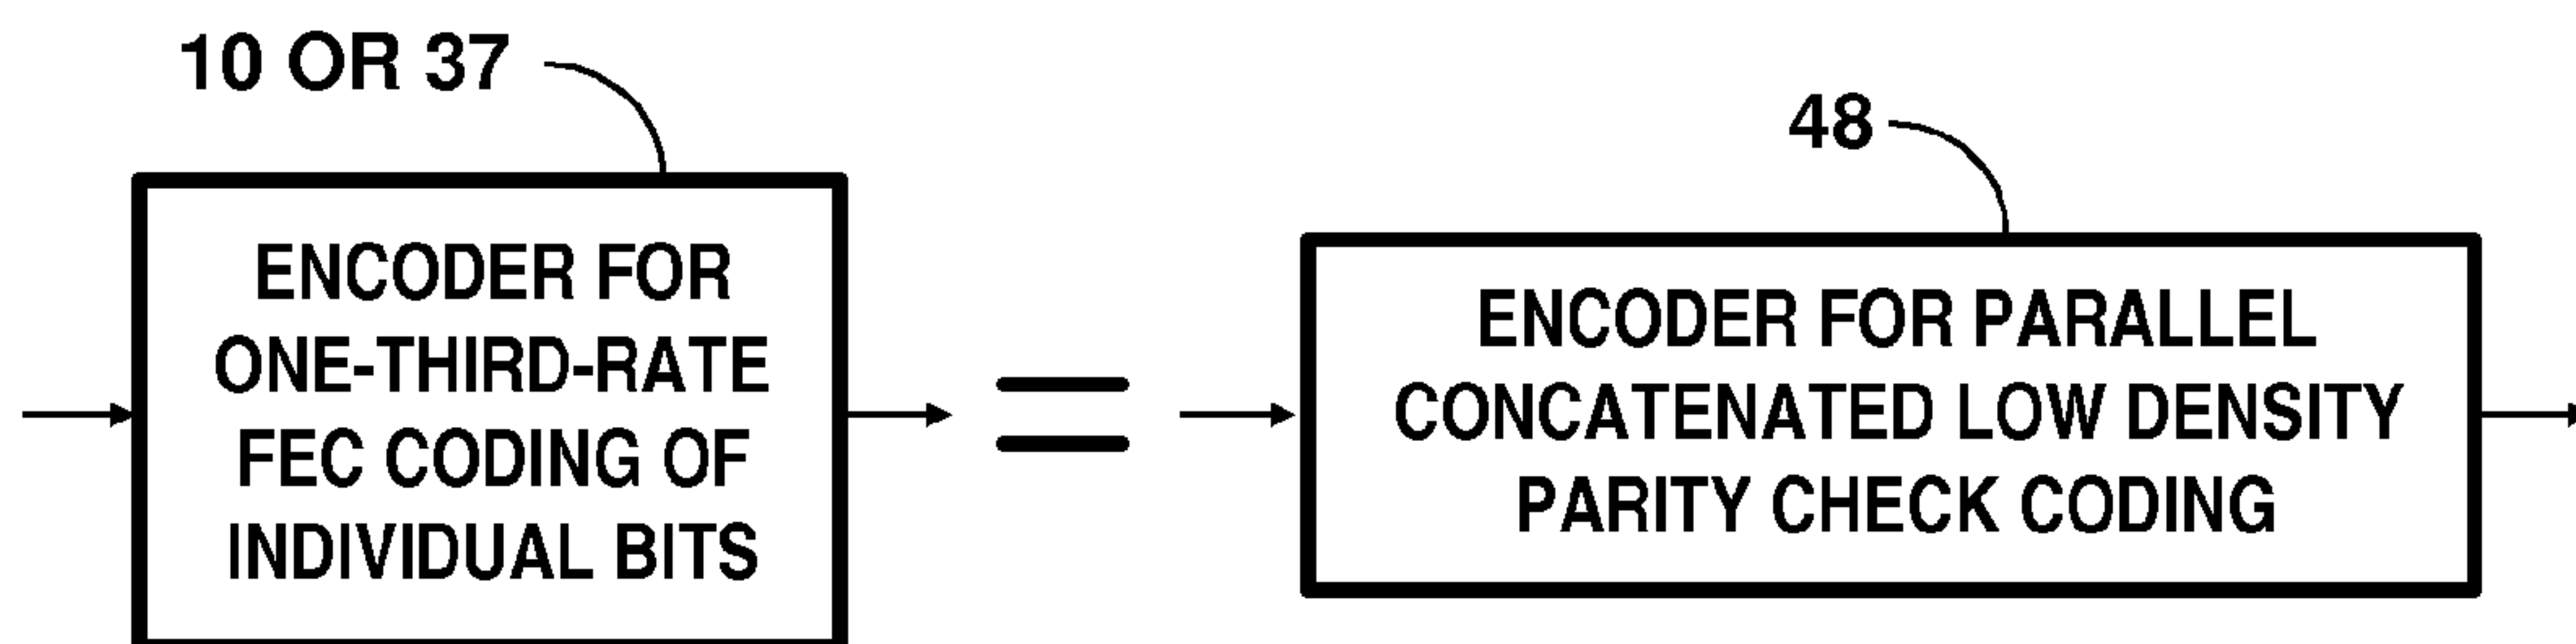 10 OR 37
ENCODER FOR
ONE-THIRD-RATE
FEC CODING OF
INDIVIDUAL BITS
=
48
ENCODER FOR PARALLEL
CONCATENATED LOW DENSITY
PARITY CHECK CODING